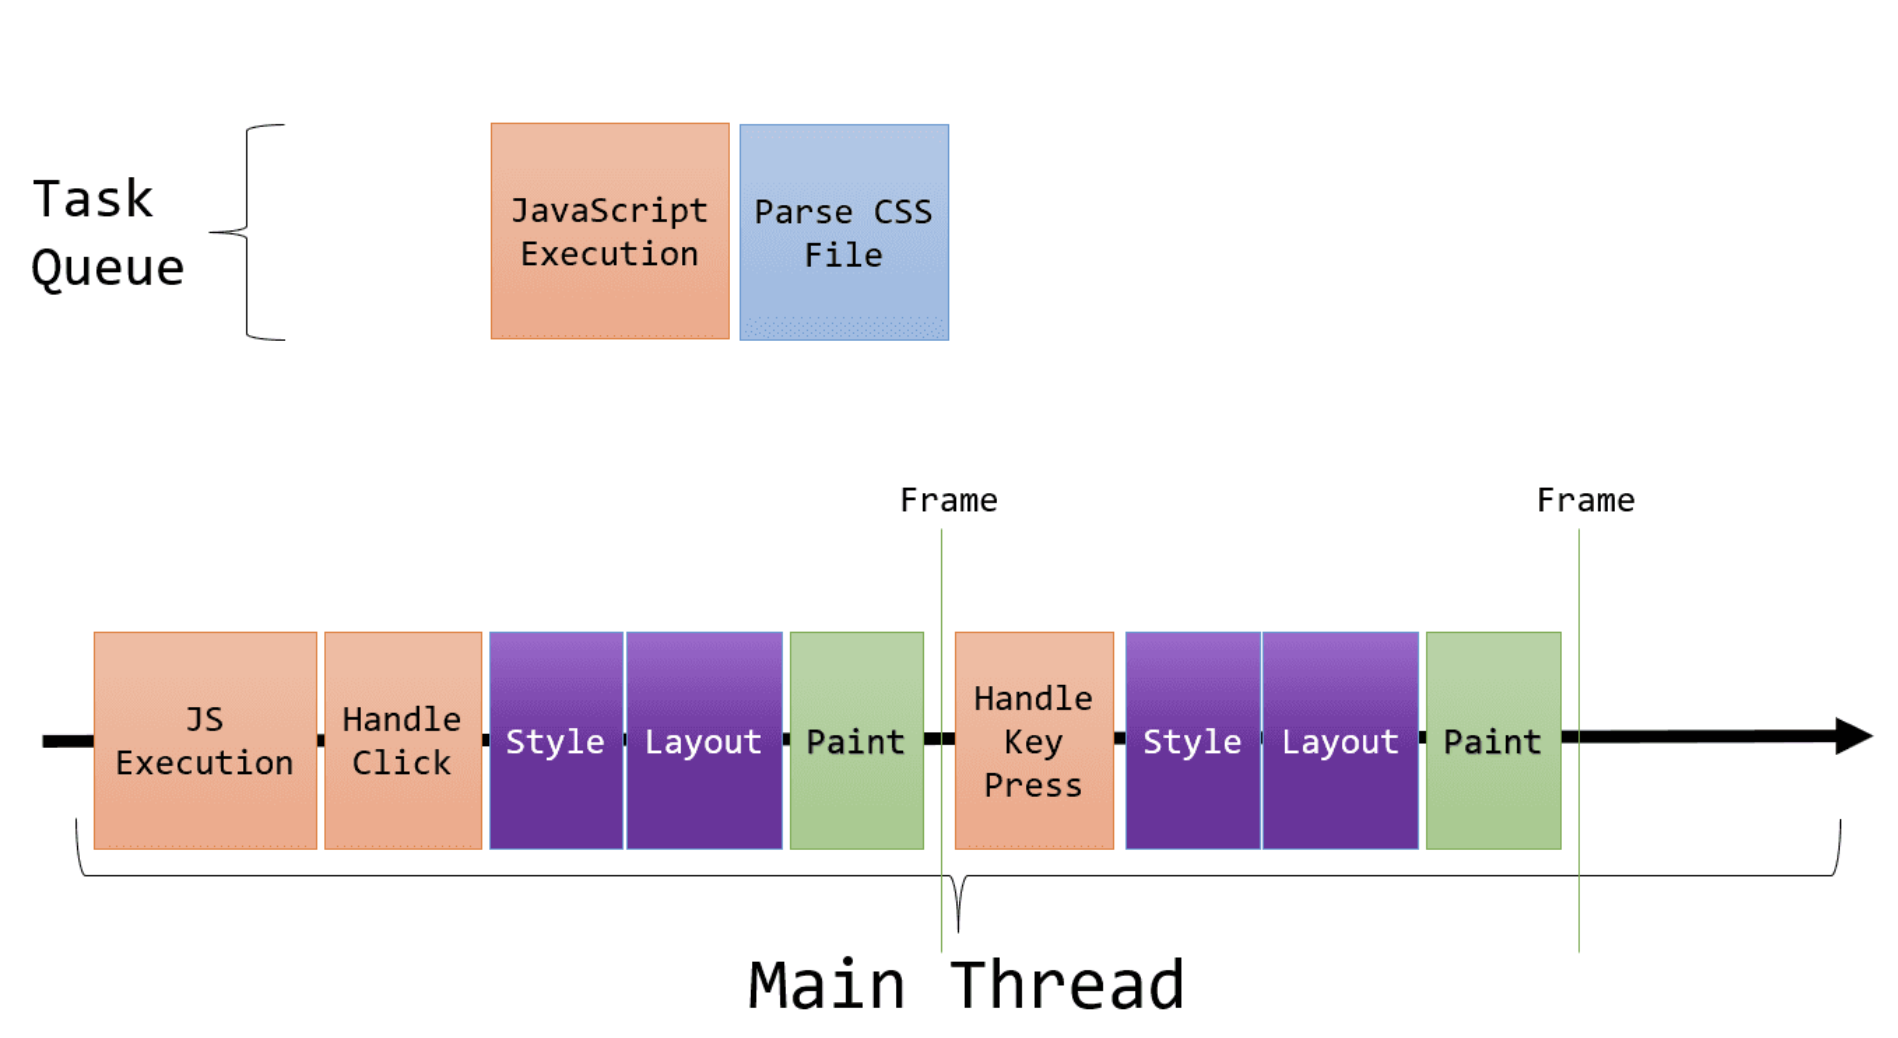 Task
Queue
JavaScript
Execution
Parse CSS
File
Frame
Frame
JS
Execution
Handle
Click
Style
Layout
Paint
Handle
Key
Press
Style
Layout
Paint
Main Thread